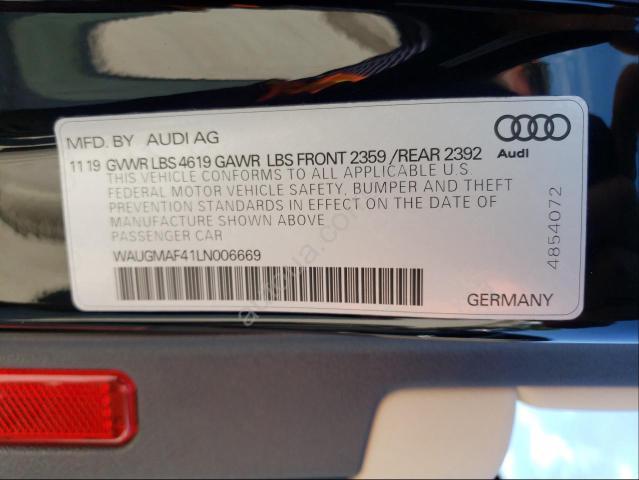 MFD. BY AUDI AG
11 19 GVWR LBS 4619 GAWR LBS FRONT 2359 /REAR 2392
THIS VEHICLE CONFORMS TO ALL APPLICABLE U.S
FEDERAL MOTOR VEHICLE SAFETY, BUMPER AND THEFT
PREVENTION STANDARDS IN EFFECT ON THE DATE OF
MANUFACTURE SHOWN ABOVE
PASSENGER CAR
WAUGMAF41LN006669
Audi
4854072
GERMANY